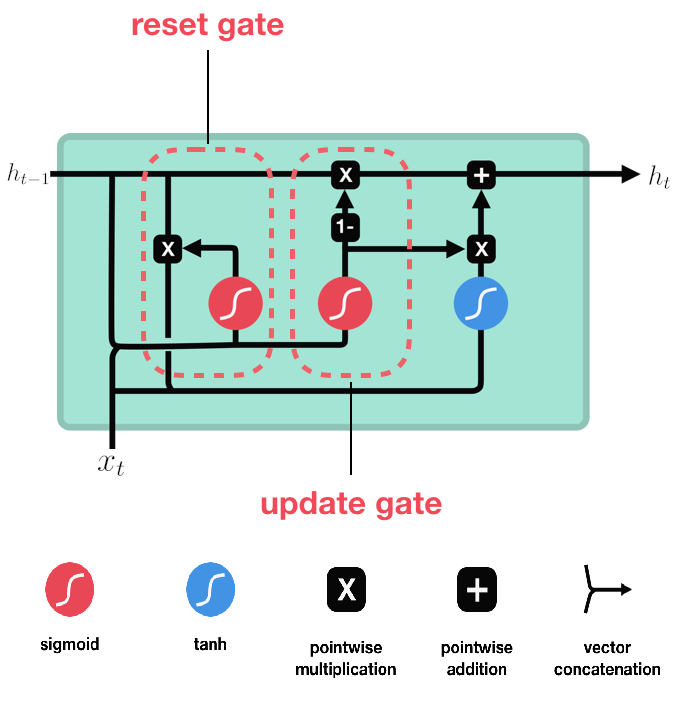 reset gate
h_{t-1}
X
+
h_t
1-
X
X
x_t
update gate
X
+
sigmoid
tanh
pointwise
multiplication
pointwise
addition
vector
concatenation